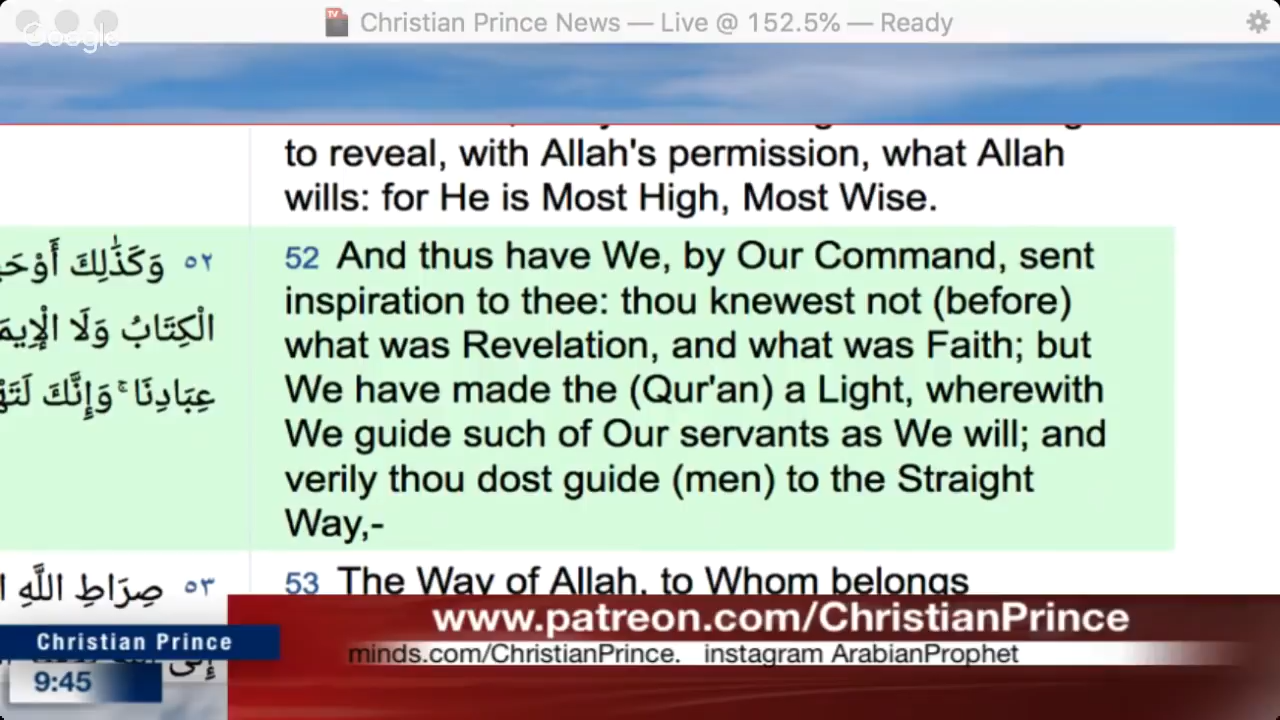 Christian Prince News — Live @ 152.5% — Ready
Google
to reveal, with Allah's permission, what Allah
wills: for He is Most High, Most Wise.
٥٢ وَكَذَٰلِكَ
52 And thus have We, by Our Command, sent
inspiration to thee: thou knewest not (before)
الْكِتَابُ وَلَا
what was Revelation, and what was Faith; but
We have made the (Qur'an) a Light, wherewith
عِبَادِنَا ۚ وَإِنَّكَ
We guide such of Our servants as We will; and
verily thou dost guide (men) to the Straight
Way,-
٥٣ صِرَاطِ اللَّهِ
53 The Way of Allah, to Whom belongs
www.patreon.com/ChristianPrince
Christian Prince
minds.com/ChristianPrince. instagram ArabianProphet
9:45